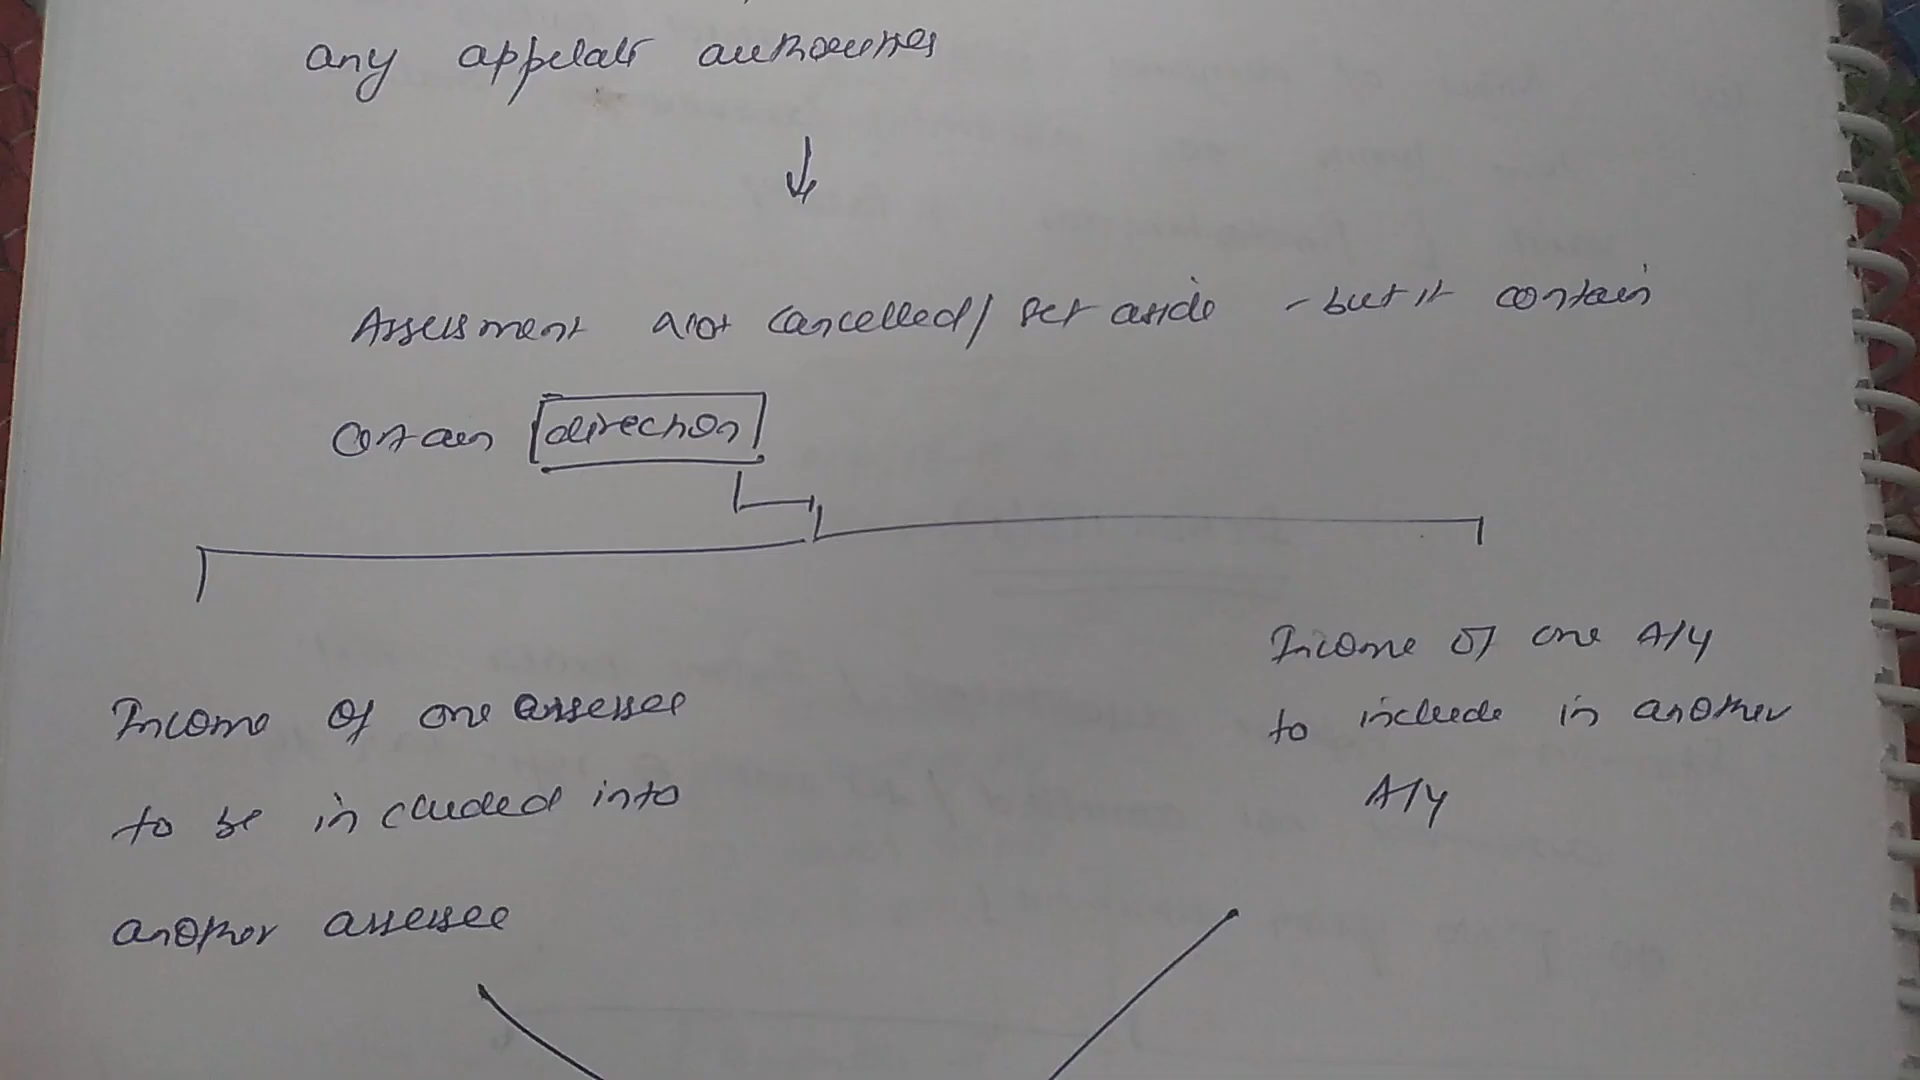 any appelate authorities
Assessment not cancelled/ set aside - but it contain
contain direction
Income of one assessee
to be included into
another assessee
Income of one A/y
to include in another
A/y